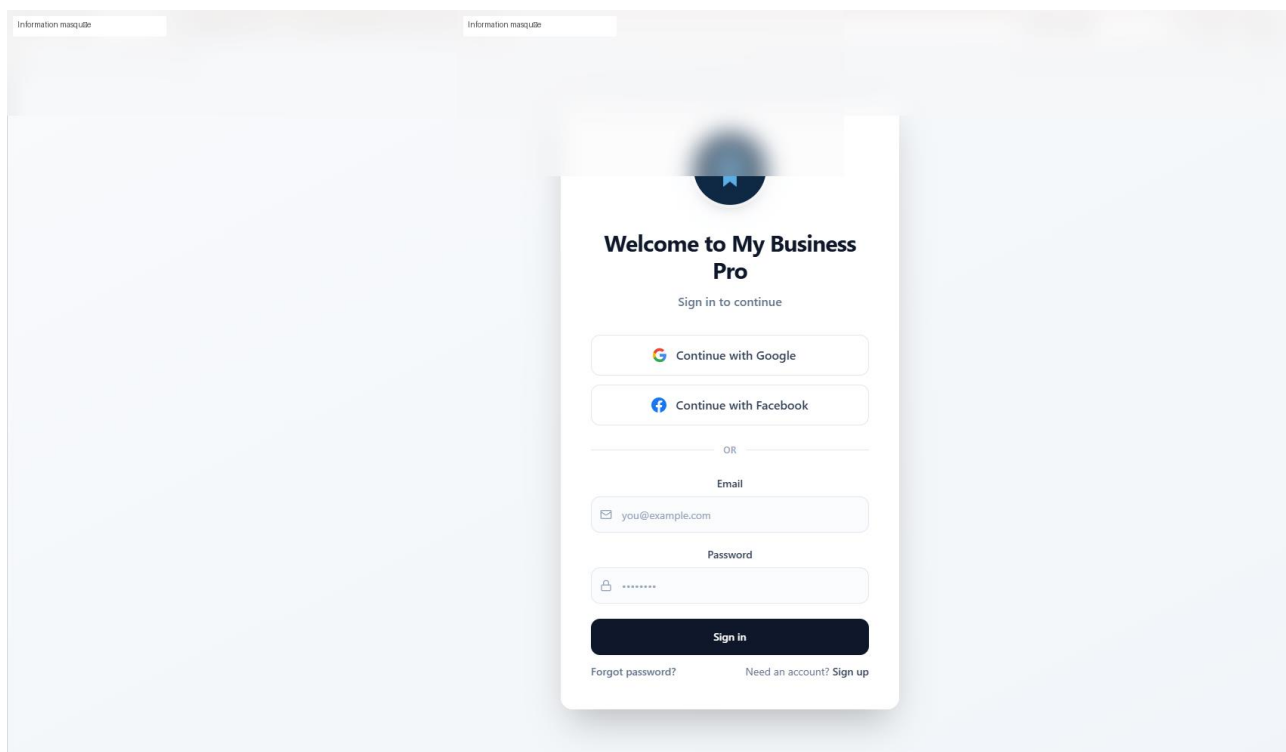 Information masquée
Information masquée
Welcome to My Business
Pro
Sign in to continue
Continue with Google
Continue with Facebook
OR
Email
you@example.com
Password
••••••••
Sign in
Forgot password?
Need an account? Sign up